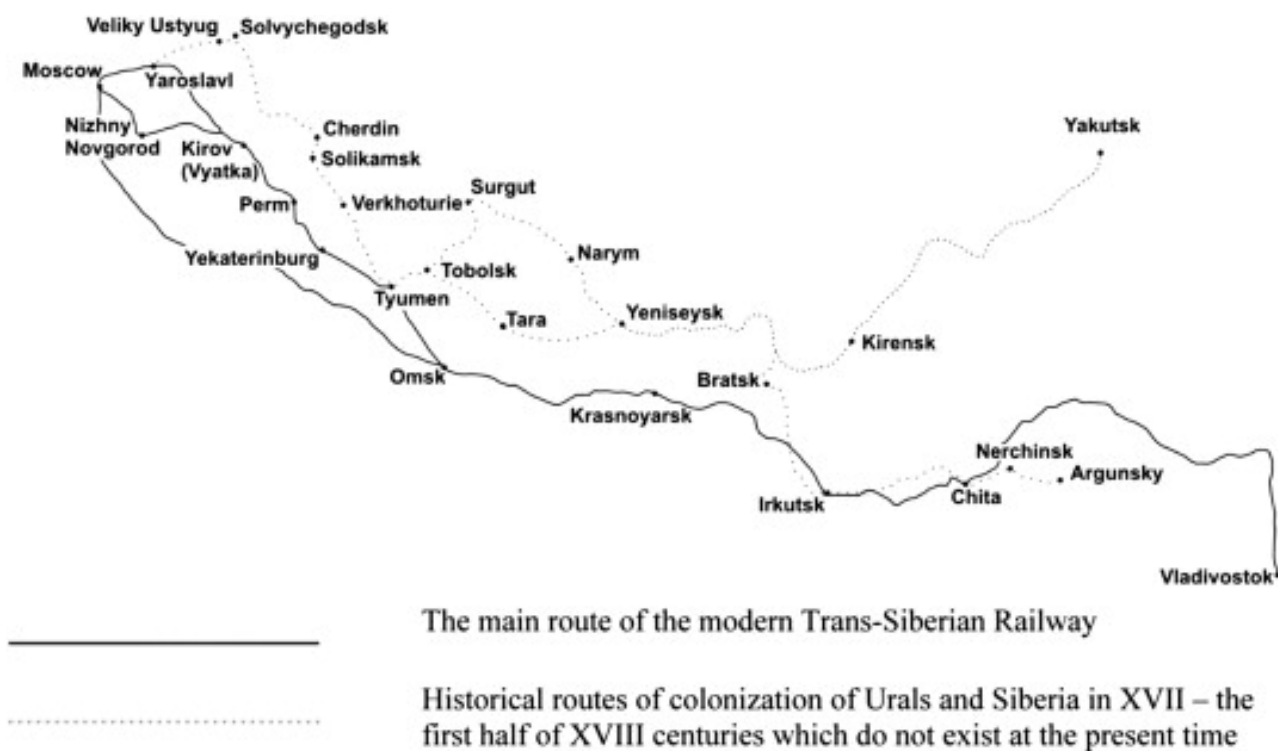 Veliky Ustyug
Solvychegodsk
Moscow
Yaroslavl
Nizhny
Novgorod
Kirov
(Vyatka)
Cherdin
Solikamsk
Yakutsk
Perm
Verkhoturie
Surgut
Yekaterinburg
Narym
Tobolsk
Tyumen
Tara
Yeniseysk
Kirensk
Omsk
Bratsk
Krasnoyarsk
Nerchinsk
Argunsky
Irkutsk
Chita
Vladivostok
The main route of the modern Trans-Siberian Railway
Historical routes of colonization of Urals and Siberia in XVII – the
first half of XVIII centuries which do not exist at the present time